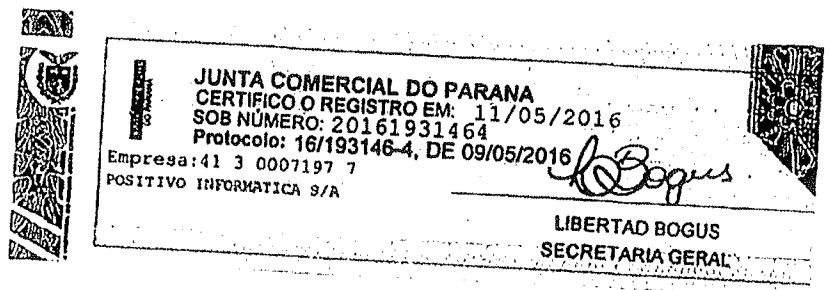 JUNTA COMERCIAL DO PARANA
CERTIFICO O REGISTRO EM: 11/05/2016
SOB NÚMERO: 20161931464
Protocolo: 16/193146-4, DE 09/05/2016
Empresa:41 3 0007197 7
POSITIVO INFORMATICA S/A
Bogus
LIBERTAD BOGUS
SECRETARIA GERAL